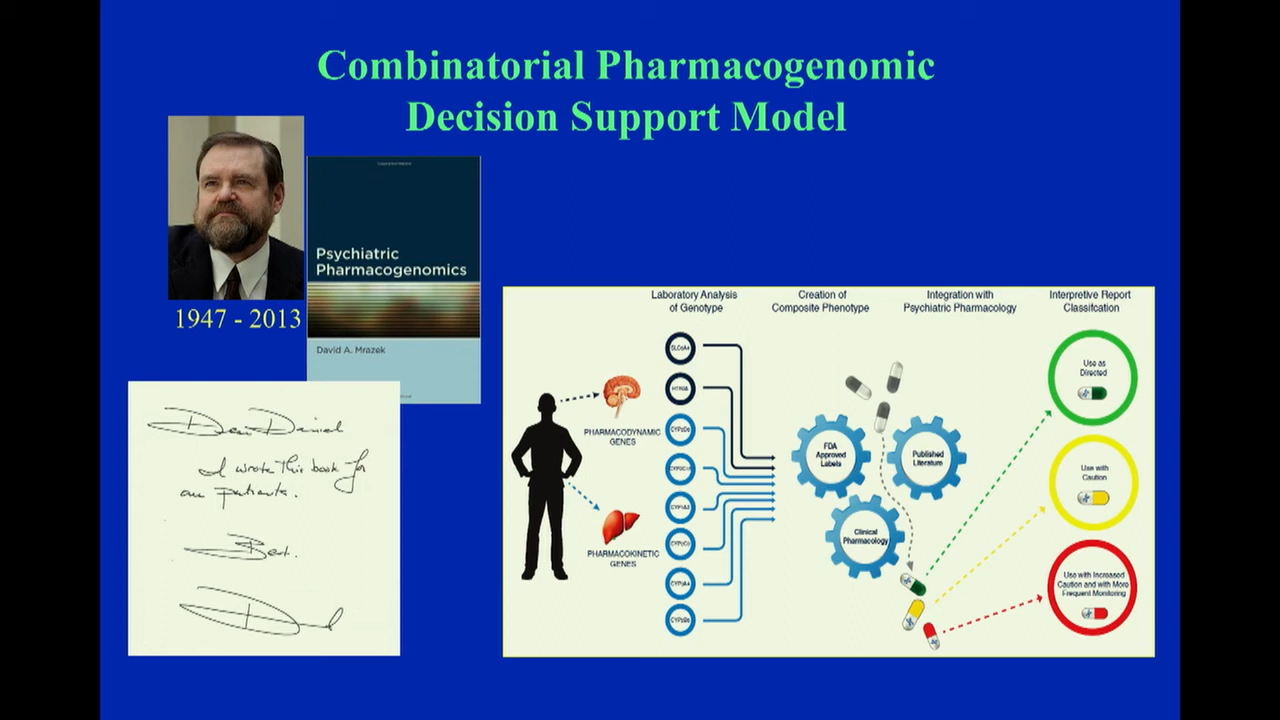 Combinatorial Pharmacogenomic
Decision Support Model
1947 - 2013
Psychiatric
Pharmacogenomics
David A. Mrazek
Dear Daniel
I wrote this book for
our patients.
Best.
David
Laboratory Analysis
of Genotype
Creation of
Composite Phenotype
Integration with
Psychiatric Pharmacology
Interpretive Report
Classifcation
PHARMACODYNAMIC
GENES
PHARMACOKINETIC
GENES
FDA
Approved
Labels
Published
Literature
Clinical
Pharmacology
Use as
Directed
Use with
Caution
Use with Increased
Caution and with More
Frequent Monitoring